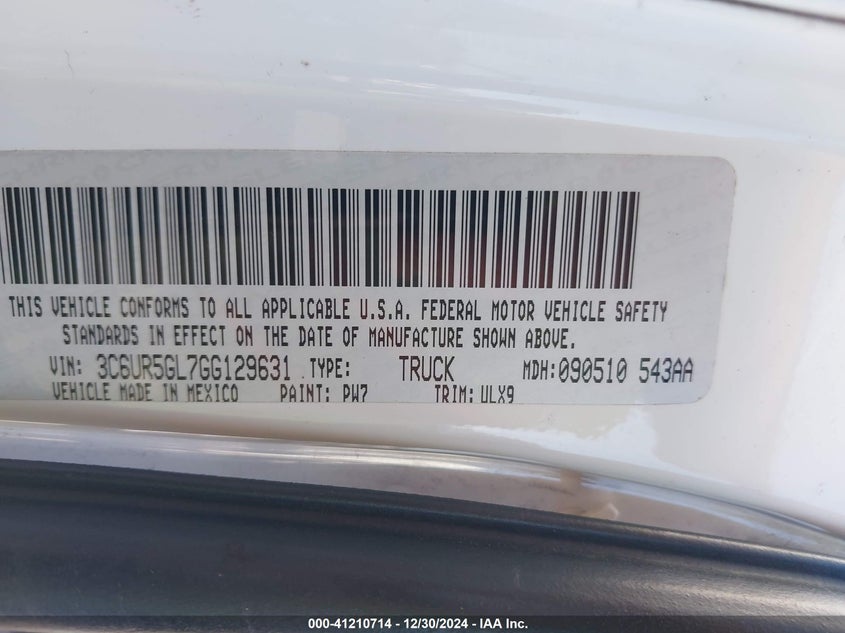 THIS VEHICLE CONFORMS TO ALL APPLICABLE U.S.A. FEDERAL MOTOR VEHICLE SAFETY
STANDARDS IN EFFECT ON THE DATE OF MANUFACTURE SHOWN ABOVE.
VIN: 3C6UR5GL7GG129631 TYPE: TRUCK MDH:090510 543AA
VEHICLE MADE IN MEXICO PAINT: PW7 TRIM: ULX9
000-41210714 - 12/30/2024 - IAA Inc.